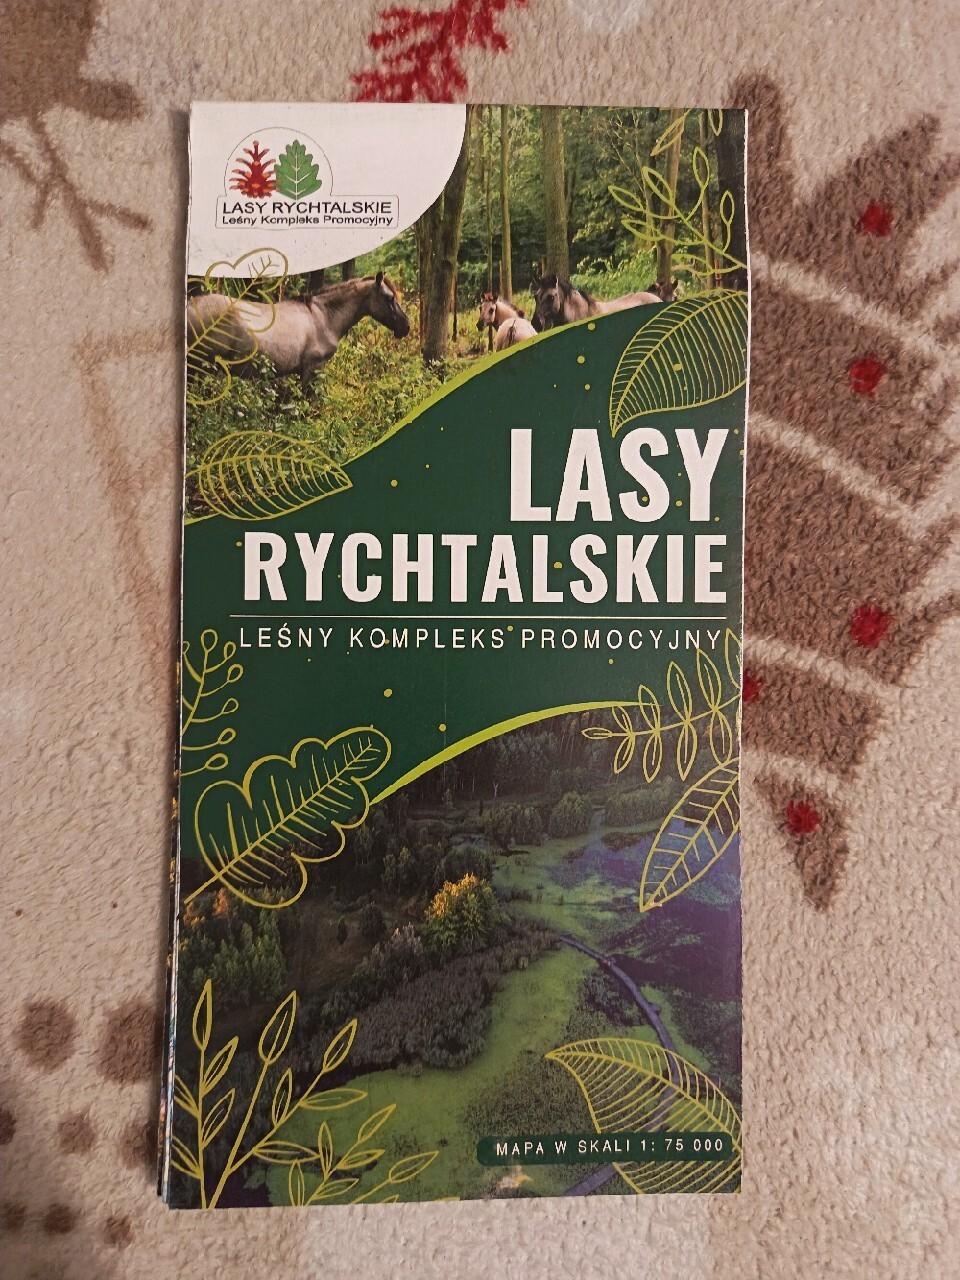 LASY RYCHTALSKIE
Leśny Kompleks Promocyjny
LASY
RYCHTALSKIE
LEŚNY KOMPLEKS PROMOCYJNY
MAPA W SKALI 1: 75 000